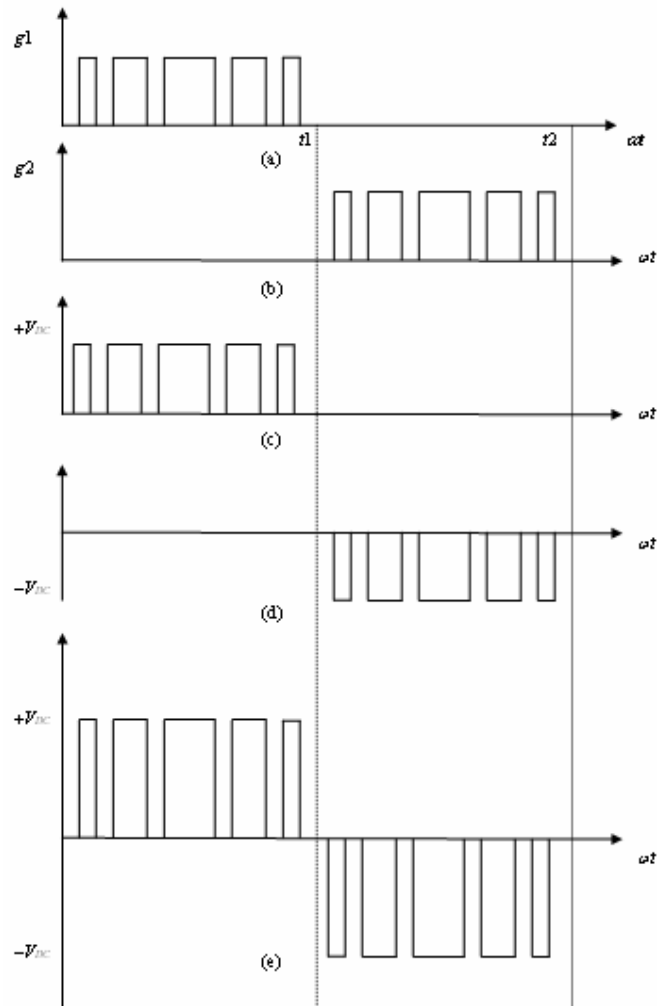 g1
t1
t2
ωt
(a)
g2
ωt
(b)
+VDC
ωt
(c)
ωt
−VDC
(d)
+VDC
ωt
−VDC
(e)